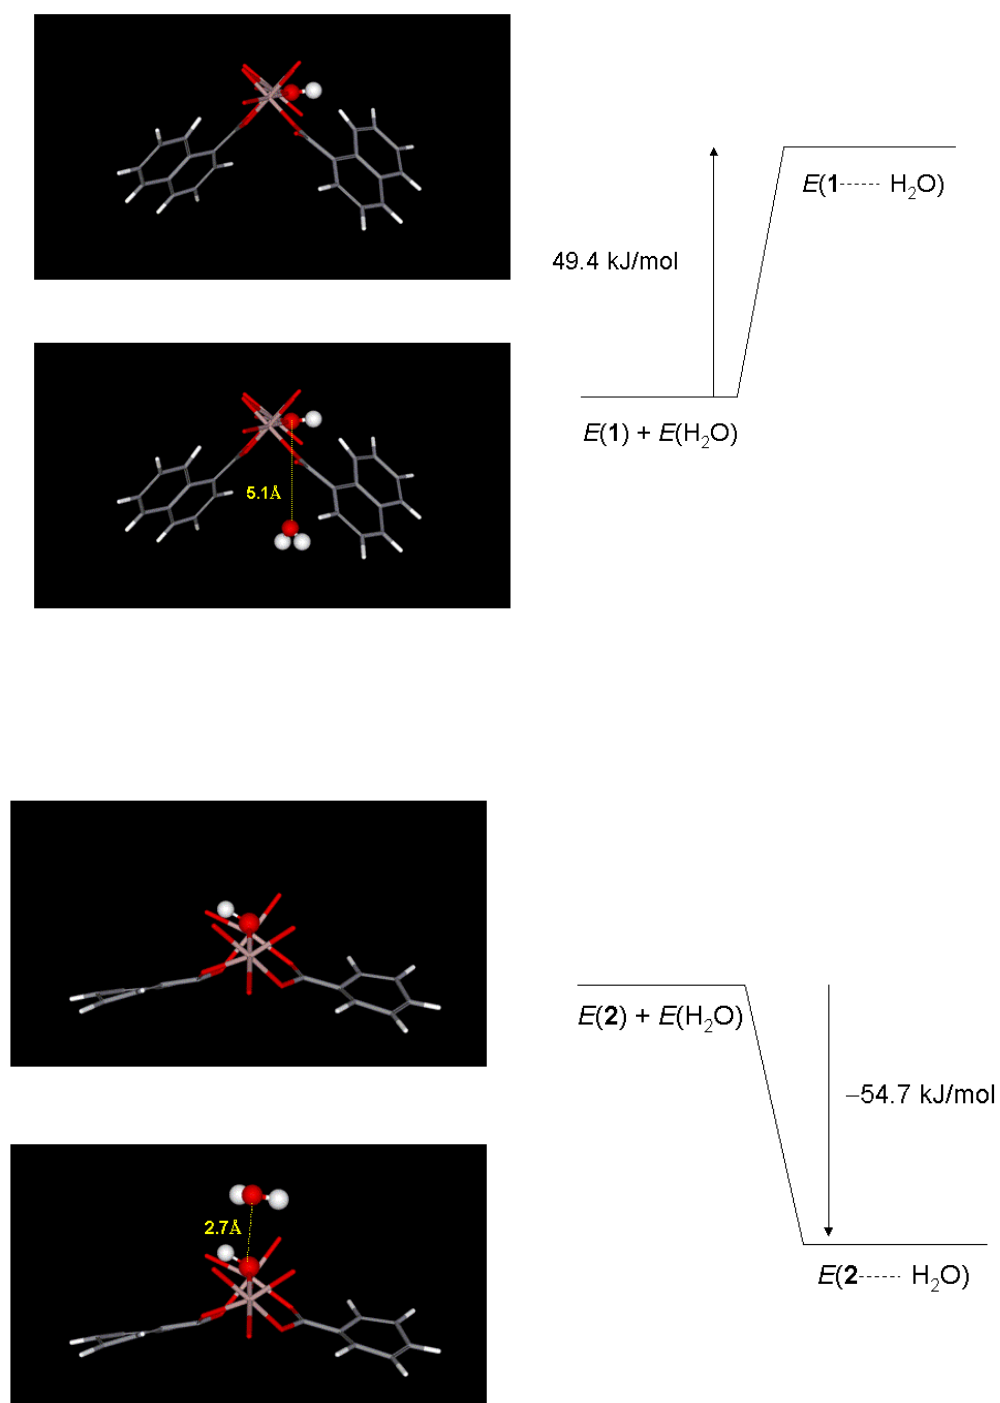 E(1------ H₂O)
49.4 kJ/mol
E(1) + E(H₂O)
5.1Å
E(2) + E(H₂O)
−54.7 kJ/mol
2.7Å
E(2------ H₂O)